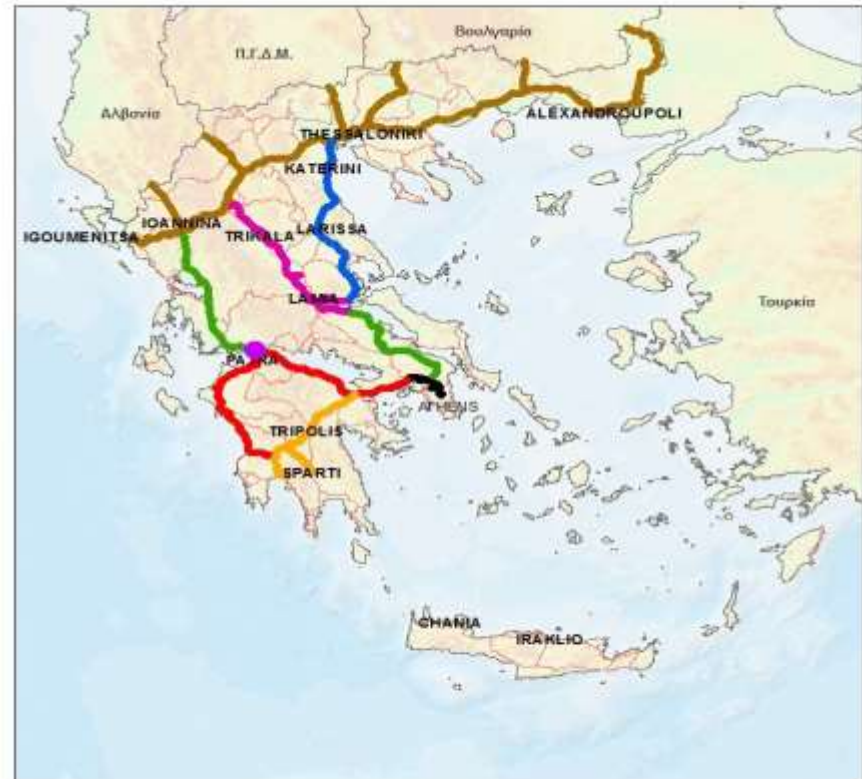 Βουλγαρία
Π.Γ.Δ.Μ.
Αλβανία
ALEXANDROUPOLI
THESSALONIKI
KATERINI
IOANNINA
IGOUMENITSA
TRIKALA
LARISSA
LAMIA
Τουρκία
ATHENS
TRIPOLIS
SPARTI
CHANIA
IRAKLIO